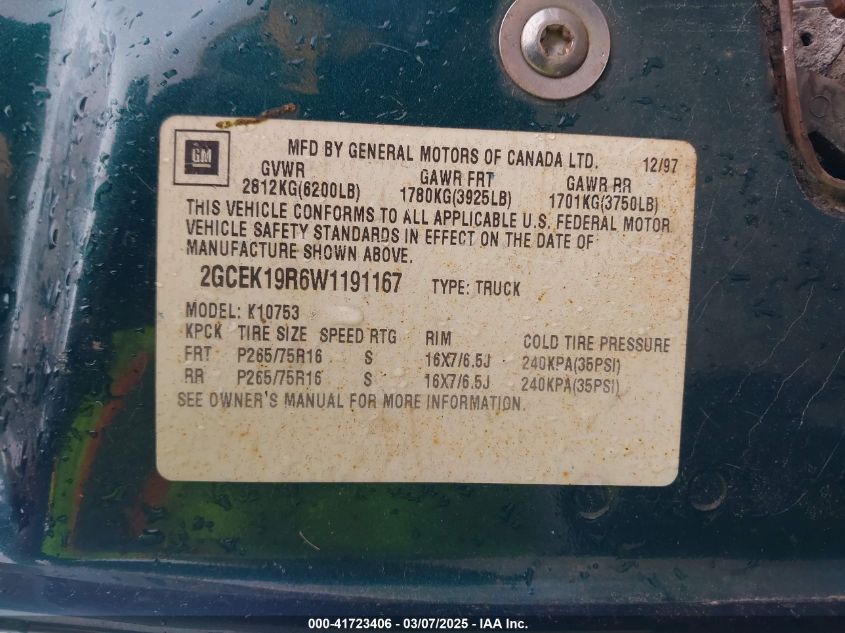 GM
MFD BY GENERAL MOTORS OF CANADA LTD. 12/97
GVWR GAWR FRT GAWR RR
2812KG(6200LB) 1780KG(3925LB) 1701KG(3750LB)
THIS VEHICLE CONFORMS TO ALL APPLICABLE U.S. FEDERAL MOTOR
VEHICLE SAFETY STANDARDS IN EFFECT ON THE DATE OF
MANUFACTURE SHOWN ABOVE.
2GCEK19R6W1191167 TYPE: TRUCK
MODEL: K10753
KPCK TIRE SIZE SPEED RTG RIM COLD TIRE PRESSURE
FRT P265/75R16 S 16X7/6.5J 240KPA(35PSI)
RR P265/75R16 S 16X7/6.5J 240KPA(35PSI)
SEE OWNER'S MANUAL FOR MORE INFORMATION.
000-41723406 - 03/07/2025 - IAA Inc.